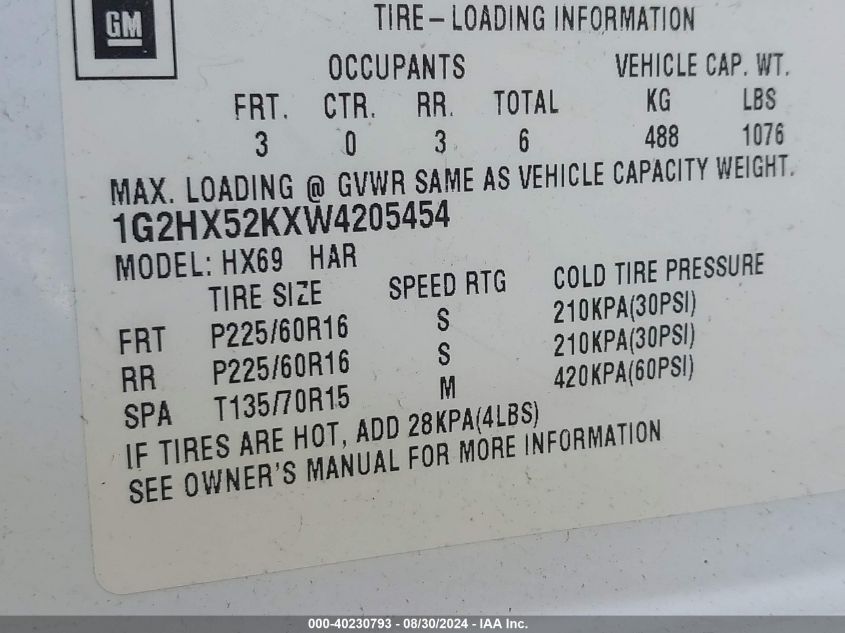 GM
TIRE-LOADING INFORMATION
OCCUPANTS VEHICLE CAP. WT.
FRT. CTR. RR. TOTAL KG LBS
3 0 3 6 488 1076
MAX. LOADING @ GVWR SAME AS VEHICLE CAPACITY WEIGHT.
1G2HX52KXW4205454
MODEL: HX69 HAR
TIRE SIZE SPEED RTG COLD TIRE PRESSURE
FRT P225/60R16 S 210KPA(30PSI)
RR P225/60R16 S 210KPA(30PSI)
SPA T135/70R15 M 420KPA(60PSI)
IF TIRES ARE HOT, ADD 28KPA(4LBS)
SEE OWNER'S MANUAL FOR MORE INFORMATION
000-40230793 - 08/30/2024 - IAA Inc.